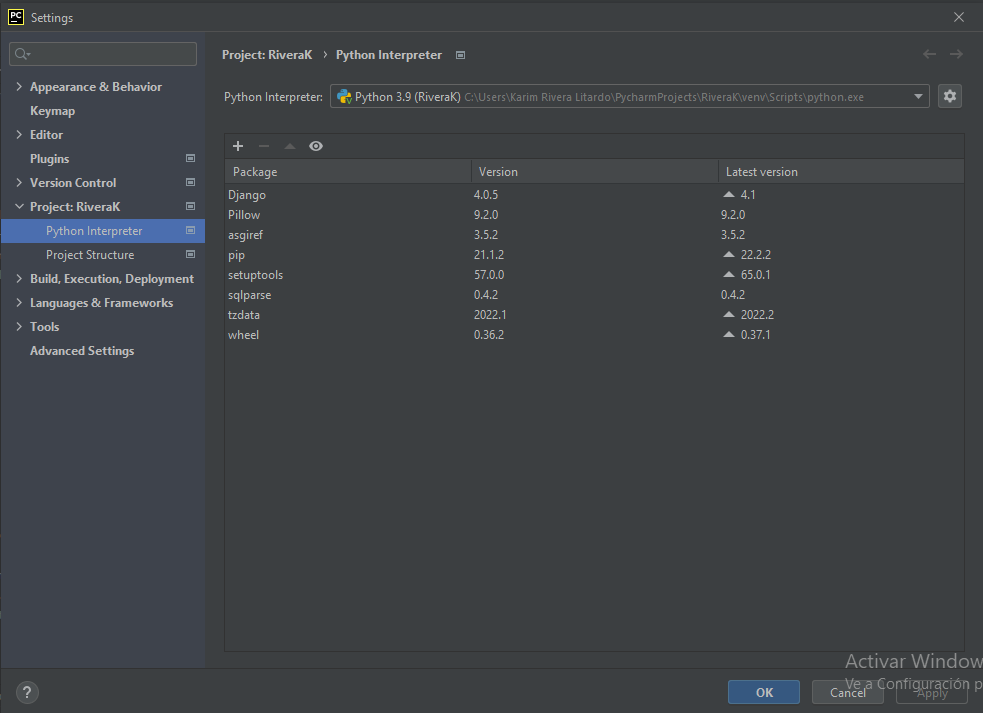 PC Settings
Project: RiveraK › Python Interpreter
Appearance & Behavior
Keymap
Editor
Plugins
Version Control
Project: RiveraK
Python Interpreter
Project Structure
Build, Execution, Deployment
Languages & Frameworks
Tools
Advanced Settings
Python Interpreter: Python 3.9 (RiveraK) C:\Users\Karim Rivera Litardo\PycharmProjects\RiveraK\venv\Scripts\python.exe
Package Version Latest version
Django 4.0.5 4.1
Pillow 9.2.0 9.2.0
asgiref 3.5.2 3.5.2
pip 21.1.2 22.2.2
setuptools 57.0.0 65.0.1
sqlparse 0.4.2 0.4.2
tzdata 2022.1 2022.2
wheel 0.36.2 0.37.1
Activar Window
Ve a Configuración p
?
OK Cancel Apply